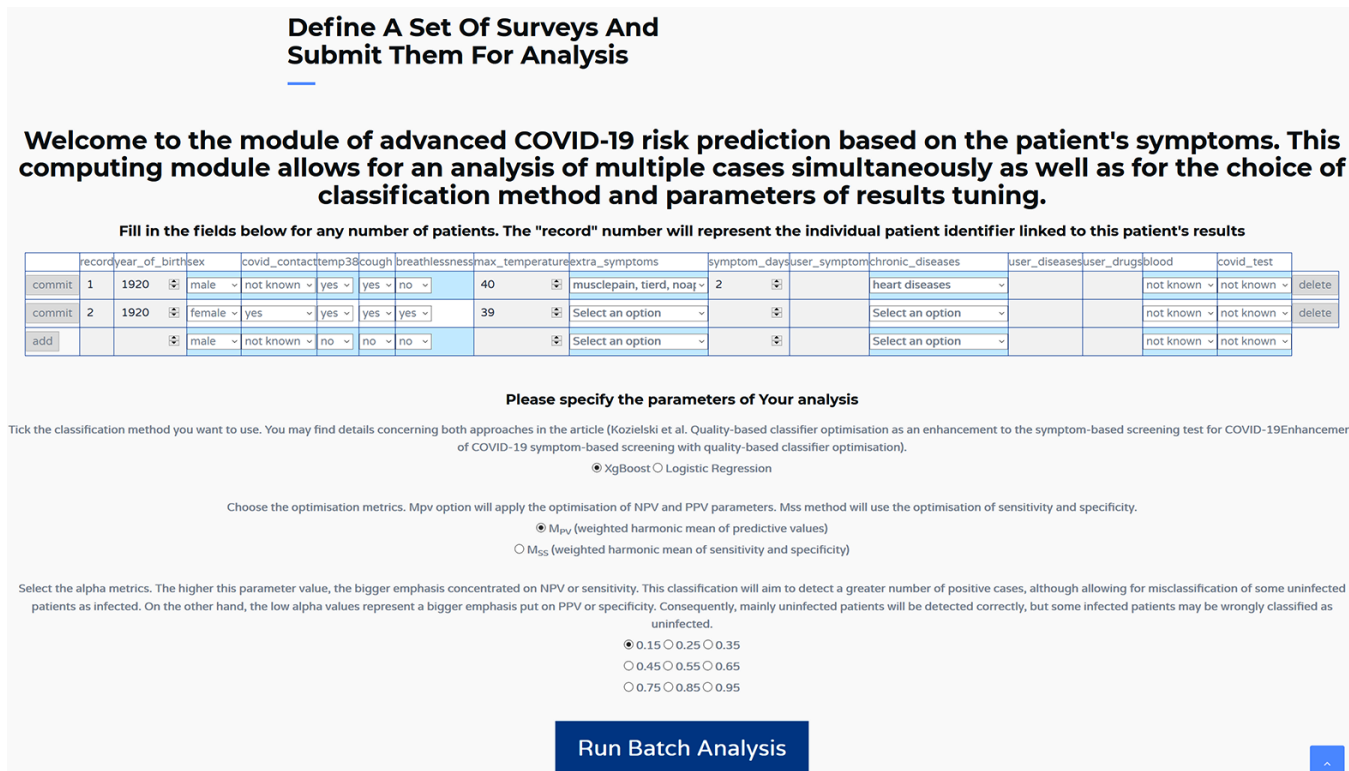 Define A Set Of Surveys And
Submit Them For Analysis
Welcome to the module of advanced COVID-19 risk prediction based on the patient's symptoms. This
computing module allows for an analysis of multiple cases simultaneously as well as for the choice of
classification method and parameters of results tuning.
Fill in the fields below for any number of patients. The "record" number will represent the individual patient identifier linked to this patient's results
record year_of_birth sex covid_contact temp38 cough breathlessness max_temperature extra_symptoms symptom_days user_symptom chronic_diseases user_diseases user_drugs blood covid_test
commit 1 1920 male not known yes yes no 40 musclepain, tierd, noap 2 heart diseases not known not known delete
commit 2 1920 female yes yes yes yes 39 Select an option Select an option not known not known delete
add male not known no no no Select an option Select an option not known not known
Please specify the parameters of Your analysis
Tick the classification method you want to use. You may find details concerning both approaches in the article (Kozielski et al. Quality-based classifier optimisation as an enhancement to the symptom-based screening test for COVID-19Enhancemer
of COVID-19 symptom-based screening with quality-based classifier optimisation).
XgBoost Logistic Regression
Choose the optimisation metrics. Mpv option will apply the optimisation of NPV and PPV parameters. Mss method will use the optimisation of sensitivity and specificity.
MPV (weighted harmonic mean of predictive values)
MSS (weighted harmonic mean of sensitivity and specificity)
Select the alpha metrics. The higher this parameter value, the bigger emphasis concentrated on NPV or sensitivity. This classification will aim to detect a greater number of positive cases, although allowing for misclassification of some uninfected
patients as infected. On the other hand, the low alpha values represent a bigger emphasis put on PPV or specificity. Consequently, mainly uninfected patients will be detected correctly, but some infected patients may be wrongly classified as
uninfected.
0.15 0.25 0.35
0.45 0.55 0.65
0.75 0.85 0.95
Run Batch Analysis